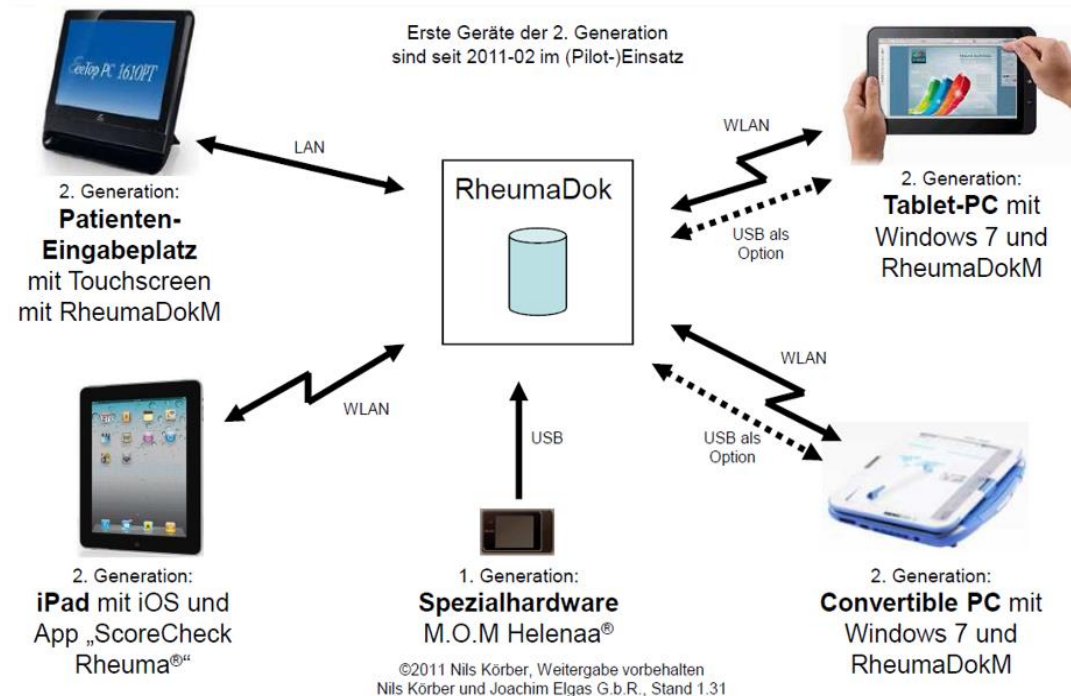 Erste Geräte der 2. Generation
sind seit 2011-02 im (Pilot-)Einsatz
EeeTop PC 1610PT
LAN
WLAN
USB als
Option
2. Generation:
Patienten-
Eingabeplatz
mit Touchscreen
mit RheumaDokM
RheumaDok
2. Generation:
Tablet-PC mit
Windows 7 und
RheumaDokM
WLAN
USB
WLAN
USB als
Option
2. Generation:
iPad mit iOS und
App „ScoreCheck
Rheuma®“
1. Generation:
Spezialhardware
M.O.M Helenaa®
2. Generation:
Convertible PC mit
Windows 7 und
RheumaDokM
©2011 Nils Körber, Weitergabe vorbehalten
Nils Körber und Joachim Elgas G.b.R., Stand 1.31